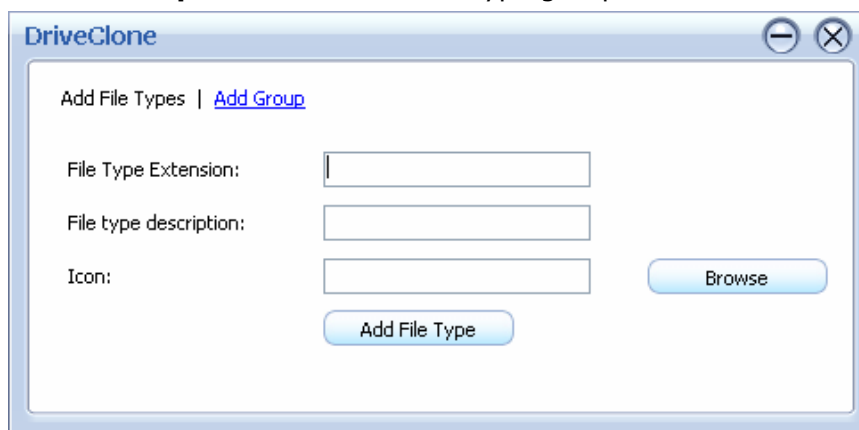 DriveClone
Add File Types | Add Group
File Type Extension:
File type description:
Icon:
Browse
Add File Type